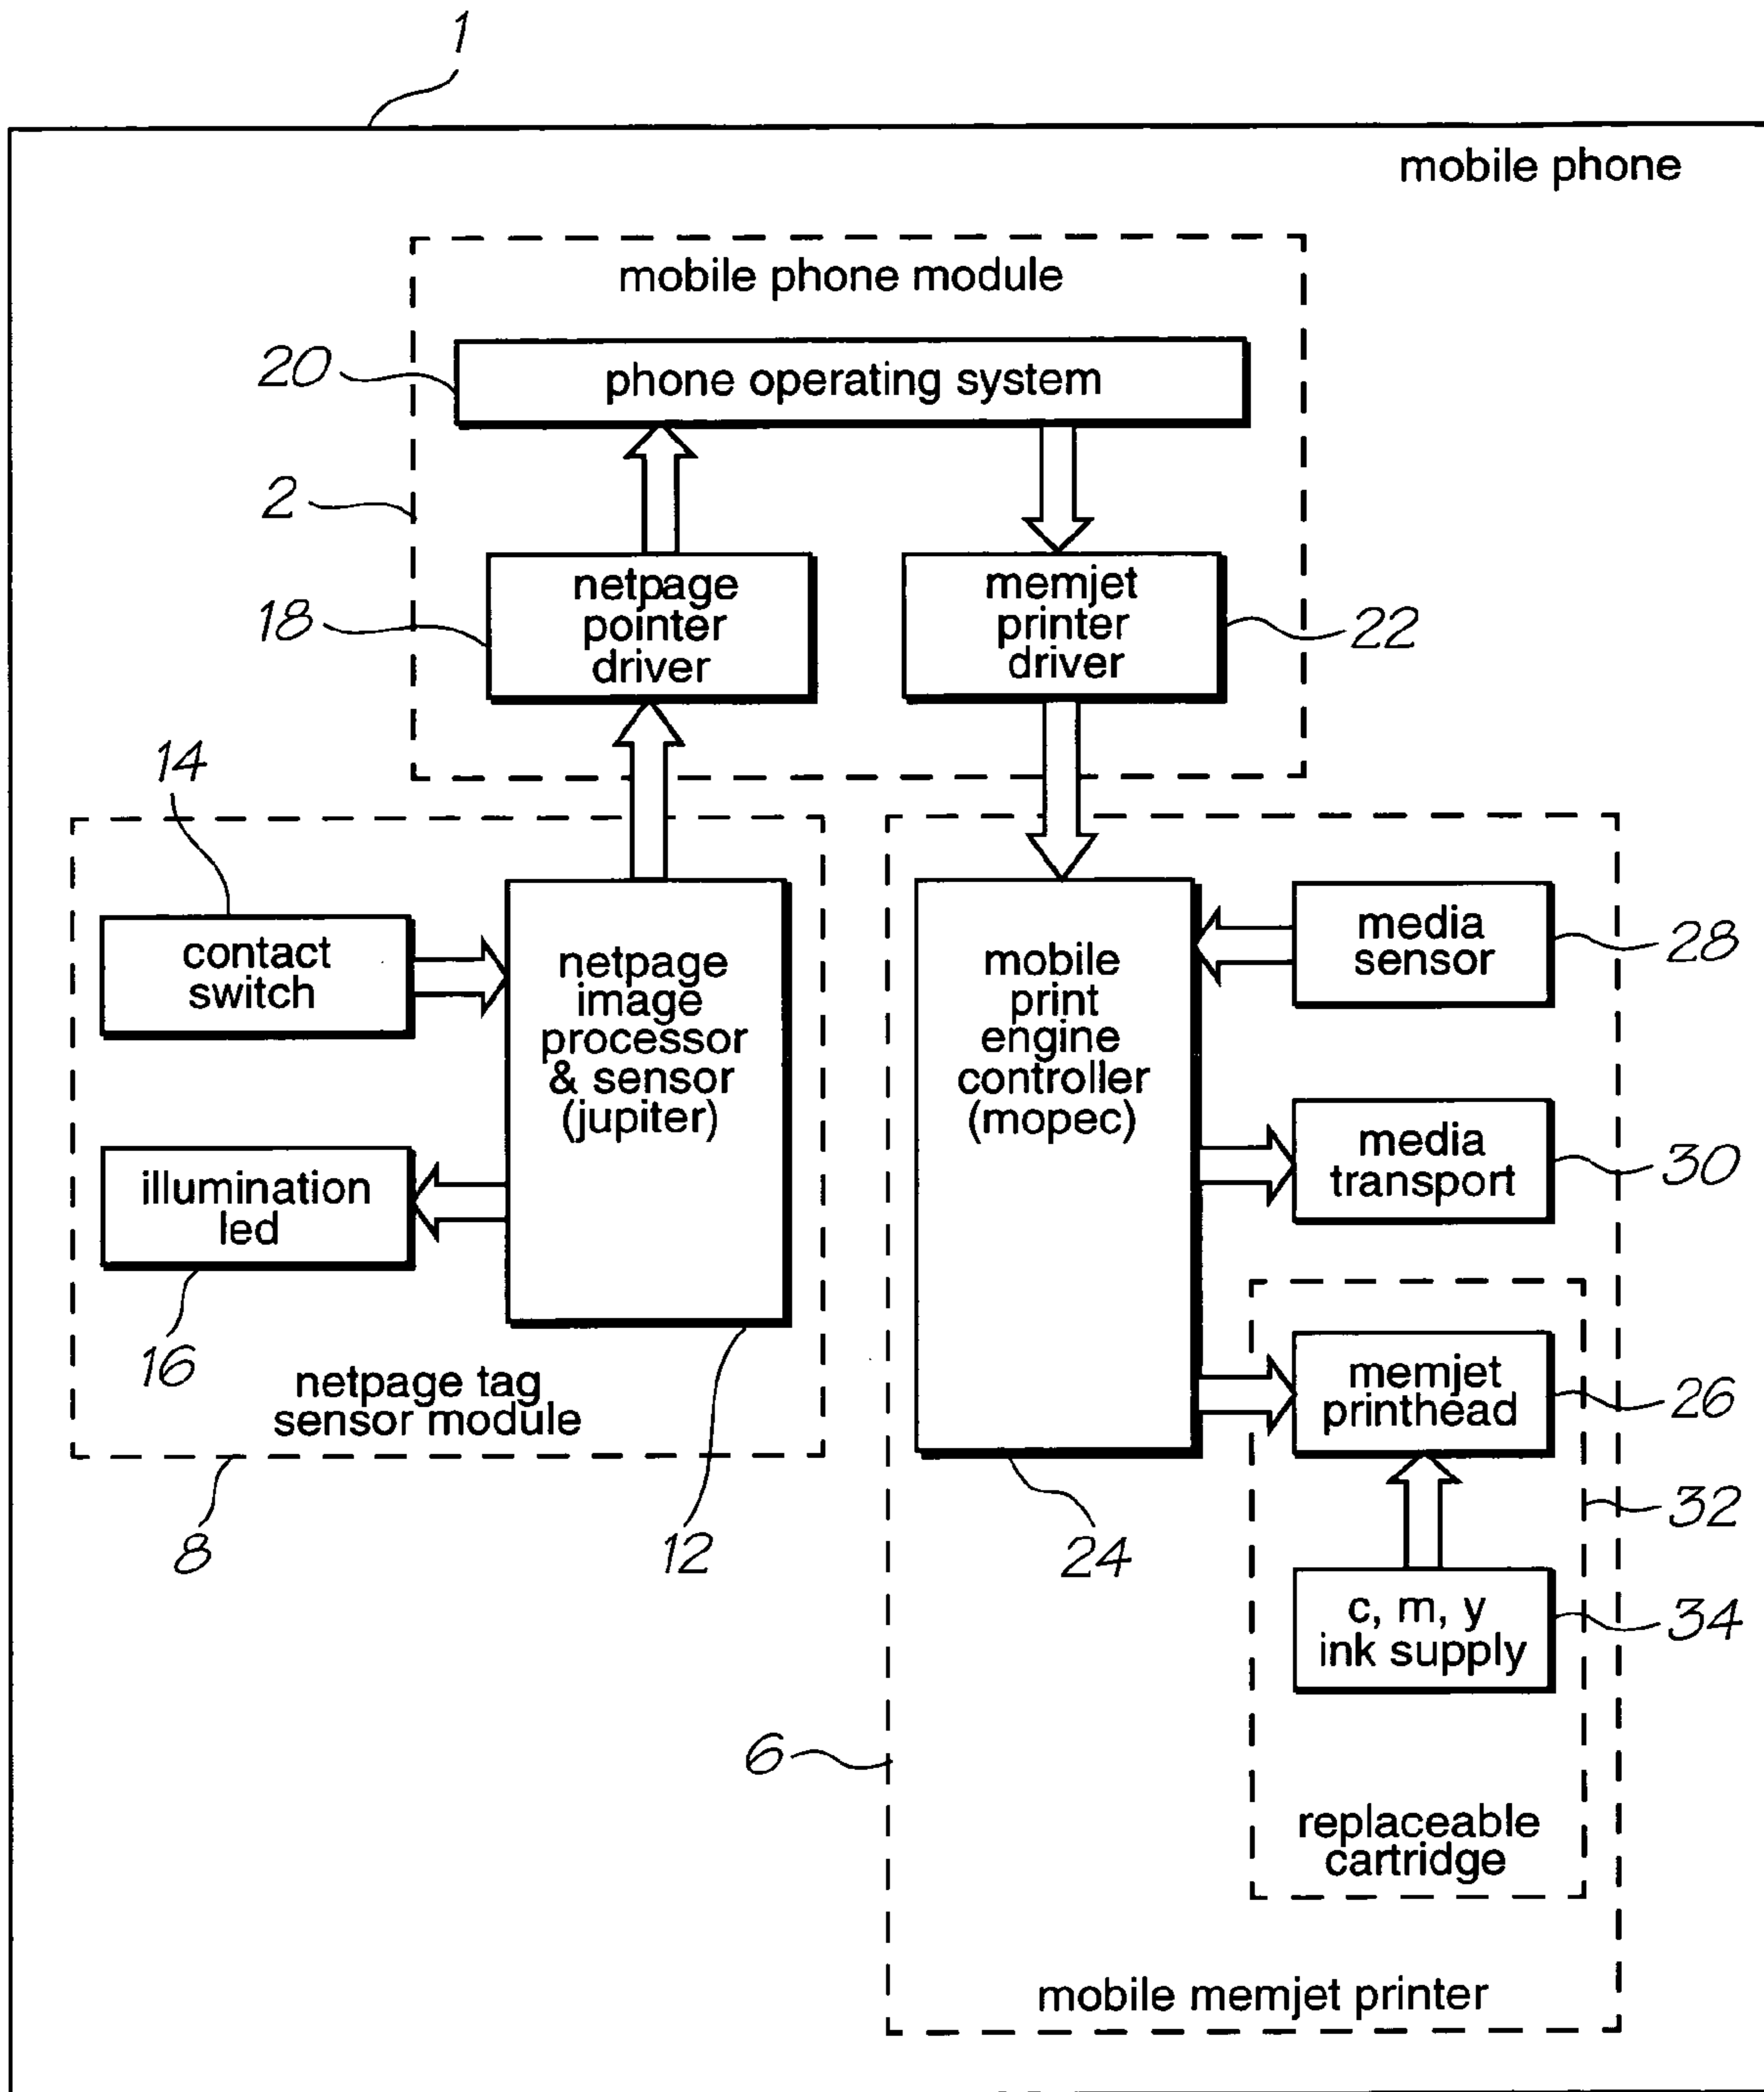 1
mobile phone
mobile phone module
20
phone operating system
2
18
netpage
pointer
driver
memjet
printer
driver
22
14
contact
switch
netpage
image
processor
& sensor
(jupiter)
illumination
led
16
netpage tag
sensor module
8
12
mobile
print
engine
controller
(mopec)
media
sensor
28
media
transport
30
memjet
printhead
26
24
32
c, m, y
ink supply
34
6
replaceable
cartridge
mobile memjet printer